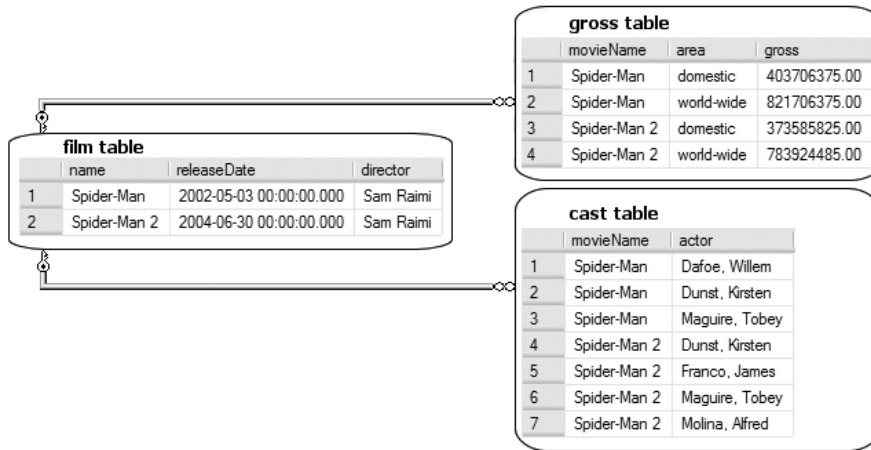 gross table
movieName area gross
1 Spider-Man domestic 403706375.00
2 Spider-Man world-wide 821706375.00
3 Spider-Man 2 domestic 373585825.00
4 Spider-Man 2 world-wide 783924485.00
film table
name releaseDate director
1 Spider-Man 2002-05-03 00:00:00.000 Sam Raimi
2 Spider-Man 2 2004-06-30 00:00:00.000 Sam Raimi
cast table
movieName actor
1 Spider-Man Dafoe, Willem
2 Spider-Man Dunst, Kirsten
3 Spider-Man Maguire, Tobey
4 Spider-Man 2 Dunst, Kirsten
5 Spider-Man 2 Franco, James
6 Spider-Man 2 Maguire, Tobey
7 Spider-Man 2 Molina, Alfred